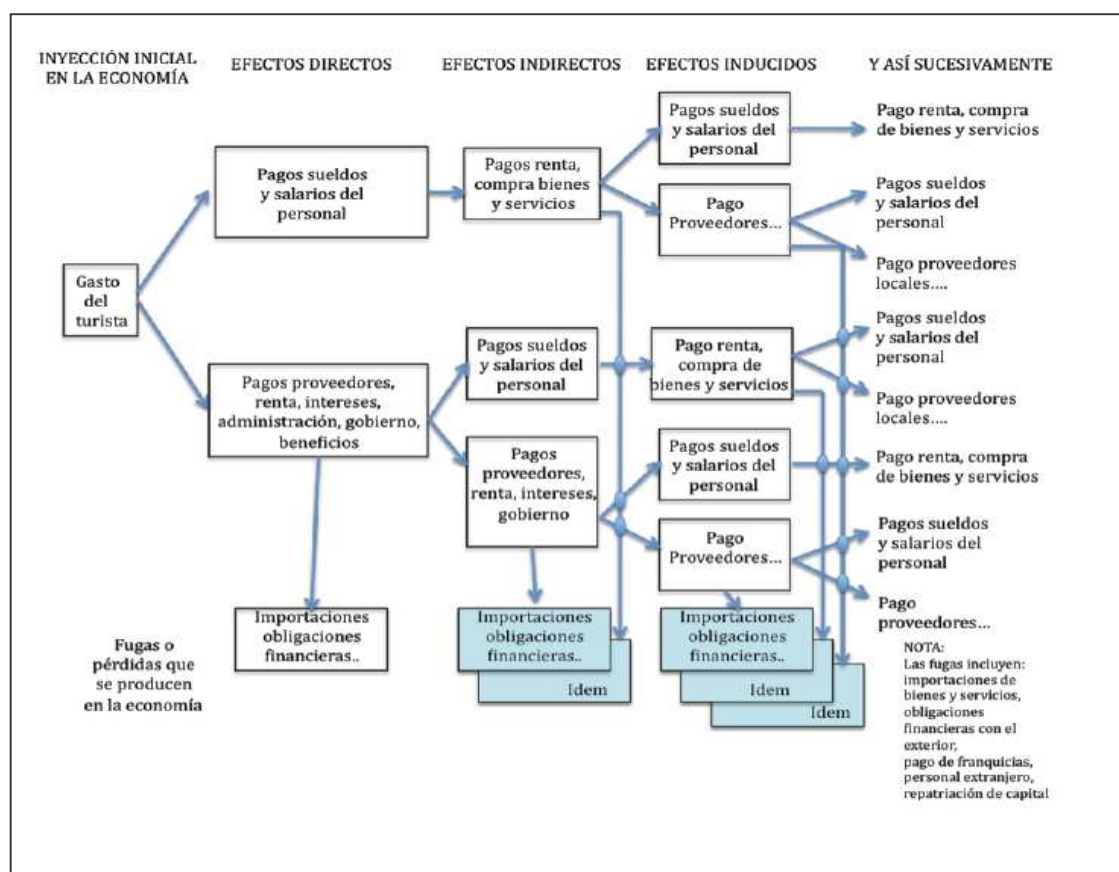 INYECCIÓN INICIAL
EN LA ECONOMÍA
EFECTOS DIRECTOS
EFECTOS INDIRECTOS
EFECTOS INDUCIDOS
Y ASÍ SUCESIVAMENTE
Gasto
del
turista
Pagos sueldos
y salarios del
personal
Pagos proveedores,
renta, intereses,
administración, gobierno,
beneficios
Pagos renta,
compra bienes
y servicios
Pagos sueldos
y salarios del
personal
Pagos
proveedores,
renta, intereses,
gobierno
Pagos sueldos
y salarios del
personal
Pago
Proveedores...
Pago renta,
compra de
bienes y servicios
Pagos sueldos
y salarios del
personal
Pago
Proveedores...
Pago renta, compra
de bienes y servicios
Pagos sueldos
y salarios del
personal
Pago proveedores
locales....
Pagos sueldos
y salarios del
personal
Pago proveedores
locales....
Pago renta, compra
de bienes y servicios
Pagos sueldos
y salarios del
personal
Pago
proveedores...
Fugas o
pérdidas que
se producen
en la economía
Importaciones
obligaciones
financieras..
Importaciones
obligaciones
financieras..
Idem
Importaciones
obligaciones
financieras..
Idem
Idem
NOTA:
Las fugas incluyen:
importaciones de
bienes y servicios,
obligaciones
financieras con el
exterior,
pago de franquicias,
personal extranjero,
repatriación de capital